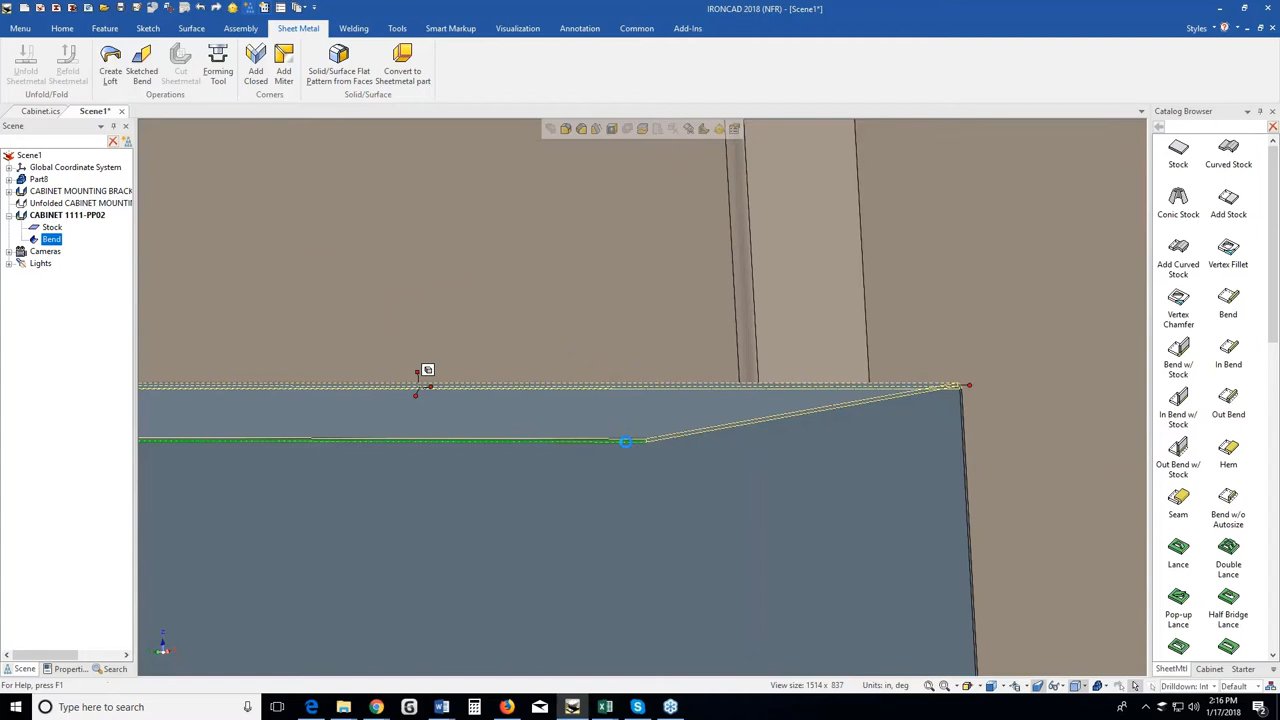 IRONCAD 2018 (NFR) - [Scene1*]
Menu Home Feature Sketch Surface Assembly Sheet Metal Welding Tools Smart Markup Visualization Annotation Common Add-Ins Styles
Unfold Sheetmetal
Refold Sheetmetal
Create Loft
Sketched Bend
Cut Sheetmetal
Forming Tool
Add Closed
Add Miter
Solid/Surface Flat Pattern from Faces
Convert to Sheetmetal part
Unfold/Fold Operations Corners Solid/Surface
Cabinet.ics Scene1*
Scene
Scene1
Global Coordinate System
Part8
CABINET MOUNTING BRACK
Unfolded CABINET MOUNTI
CABINET 1111-PP02
Stock
Bend
Cameras
Lights
Z
Catalog Browser
Stock Curved Stock
Conic Stock Add Stock
Add Curved Stock Vertex Fillet
Vertex Chamfer Bend
Bend w/ Stock In Bend
In Bend w/ Stock Out Bend
Out Bend w/ Stock Hem
Seam Bend w/o Autosize
Lance Double Lance
Pop-up Lance Half Bridge Lance
Scene Properti... Search
SheetMtl Cabinet Starter
For Help, press F1 View size: 1514 x 837 Units: in, deg Drilldown: Int Default
Type here to search
2:16 PM
1/17/2018